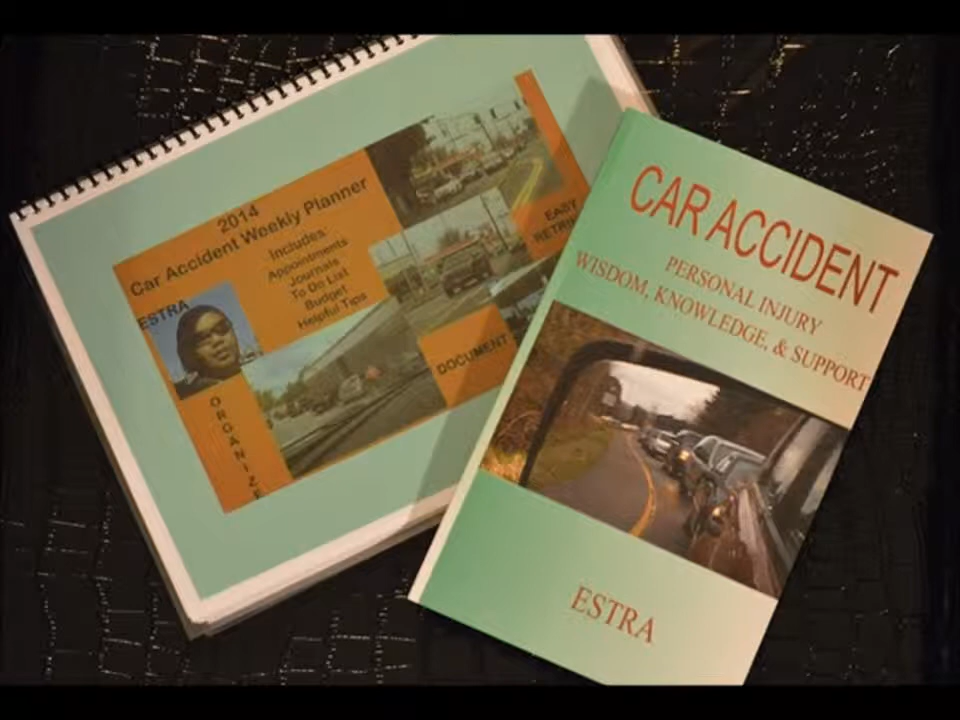 2014
Car Accident Weekly Planner
Includes:
Appointments
Journals
To Do List
Budget
Helpful Tips
EASY
ESTRA
DOCUMENT
ORGANIZE
CAR ACCIDENT
PERSONAL INJURY
WISDOM, KNOWLEDGE, & SUPPORT
ESTRA